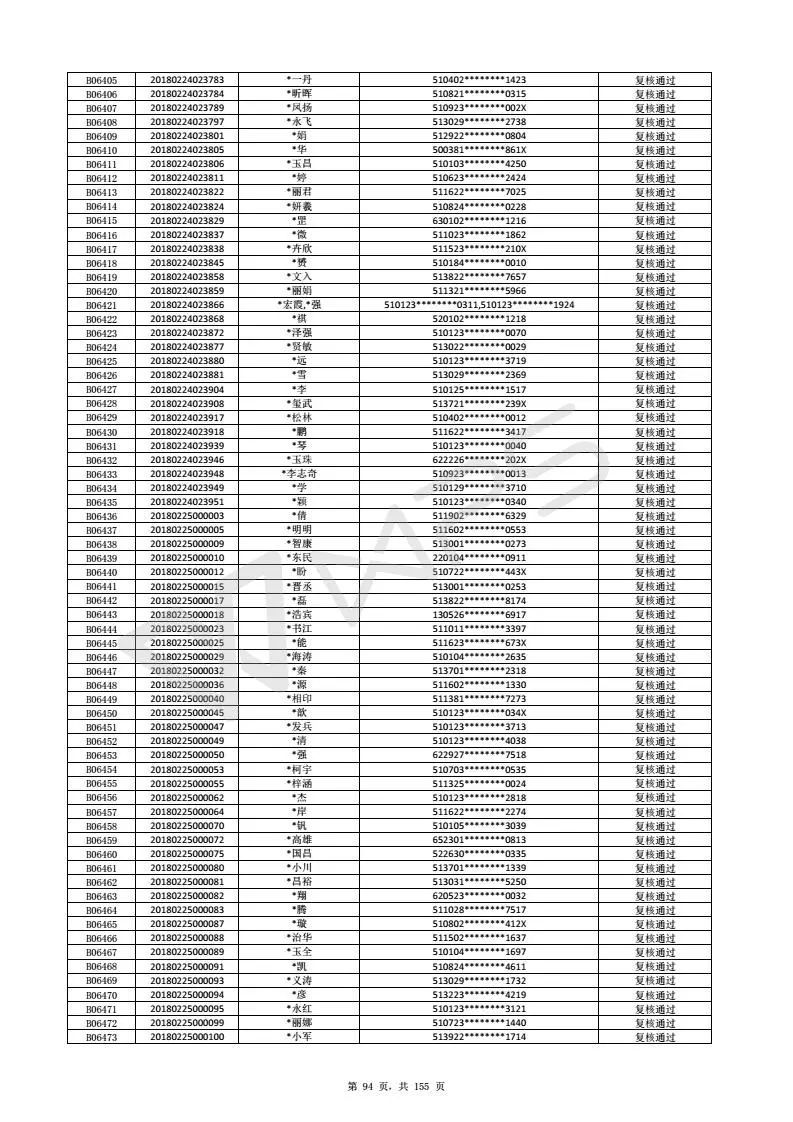 B06405 20180224023783 *一丹 510402********1423 复核通过
B06406 20180224023784 *昕晖 510821********0315 复核通过
B06407 20180224023789 *凤扬 510923********002X 复核通过
B06408 20180224023797 *永飞 513029********2738 复核通过
B06409 20180224023801 *娟 512922********0804 复核通过
B06410 20180224023805 *华 500381********861X 复核通过
B06411 20180224023806 *玉昌 510103********4250 复核通过
B06412 20180224023811 *婷 510623********2424 复核通过
B06413 20180224023822 *丽君 511622********7025 复核通过
B06414 20180224023824 *妍羲 510824********0228 复核通过
B06415 20180224023829 *罡 630102********1216 复核通过
B06416 20180224023837 *微 511023********1862 复核通过
B06417 20180224023838 *卉欣 511523********210X 复核通过
B06418 20180224023845 *赟 510184********0010 复核通过
B06419 20180224023858 *文入 513822********7657 复核通过
B06420 20180224023859 *丽娟 511321********5966 复核通过
B06421 20180224023866 *宏霞,*强 510123********0311,510123********1924 复核通过
B06422 20180224023868 *祺 520102********1218 复核通过
B06423 20180224023872 *泽强 510123********0070 复核通过
B06424 20180224023877 *贤敏 513022********0029 复核通过
B06425 20180224023880 *远 510123********3719 复核通过
B06426 20180224023881 *雪 513029********2369 复核通过
B06427 20180224023904 *李 510125********1517 复核通过
B06428 20180224023908 *玺武 513721********239X 复核通过
B06429 20180224023917 *松林 510402********0012 复核通过
B06430 20180224023918 *鹏 511622********3417 复核通过
B06431 20180224023939 *琴 510123********0040 复核通过
B06432 20180224023946 *玉珠 622226********202X 复核通过
B06433 20180224023948 *李志奇 510923********0013 复核通过
B06434 20180224023949 *学 510129********3710 复核通过
B06435 20180224023951 *颖 510123********0340 复核通过
B06436 20180225000003 *倩 511902********6329 复核通过
B06437 20180225000005 *明明 511602********0553 复核通过
B06438 20180225000009 *智康 513001********0273 复核通过
B06439 20180225000010 *东民 220104********0911 复核通过
B06440 20180225000012 *盼 510722********443X 复核通过
B06441 20180225000015 *晋丞 513001********0253 复核通过
B06442 20180225000017 *磊 513822********8174 复核通过
B06443 20180225000018 *浩宾 130526********6917 复核通过
B06444 20180225000023 *书江 511011********3397 复核通过
B06445 20180225000025 *能 511623********673X 复核通过
B06446 20180225000029 *海涛 510104********2635 复核通过
B06447 20180225000032 *秦 513701********2318 复核通过
B06448 20180225000036 *源 511602********1330 复核通过
B06449 20180225000040 *相印 511381********7273 复核通过
B06450 20180225000045 *歆 510123********034X 复核通过
B06451 20180225000047 *发兵 510123********3713 复核通过
B06452 20180225000049 *清 510123********4038 复核通过
B06453 20180225000050 *强 622927********7518 复核通过
B06454 20180225000053 *柯宇 510703********0535 复核通过
B06455 20180225000055 *梓涵 511325********0024 复核通过
B06456 20180225000062 *杰 510123********2818 复核通过
B06457 20180225000064 *岸 511622********2274 复核通过
B06458 20180225000070 *钒 510105********3039 复核通过
B06459 20180225000072 *高雄 652301********0813 复核通过
B06460 20180225000075 *国昌 522630********0335 复核通过
B06461 20180225000080 *小川 513701********1339 复核通过
B06462 20180225000081 *昌裕 513031********5250 复核通过
B06463 20180225000082 *翔 620523********0032 复核通过
B06464 20180225000083 *腾 511028********7517 复核通过
B06465 20180225000087 *璇 510802********412X 复核通过
B06466 20180225000088 *治华 511502********1637 复核通过
B06467 20180225000089 *玉全 510104********1697 复核通过
B06468 20180225000091 *凯 510824********4611 复核通过
B06469 20180225000093 *义涛 513029********1732 复核通过
B06470 20180225000094 *彦 513223********4219 复核通过
B06471 20180225000095 *永红 510123********3121 复核通过
B06472 20180225000099 *丽娜 510723********1440 复核通过
B06473 20180225000100 *小军 513922********1714 复核通过
WPS
第 94 页，共 155 页